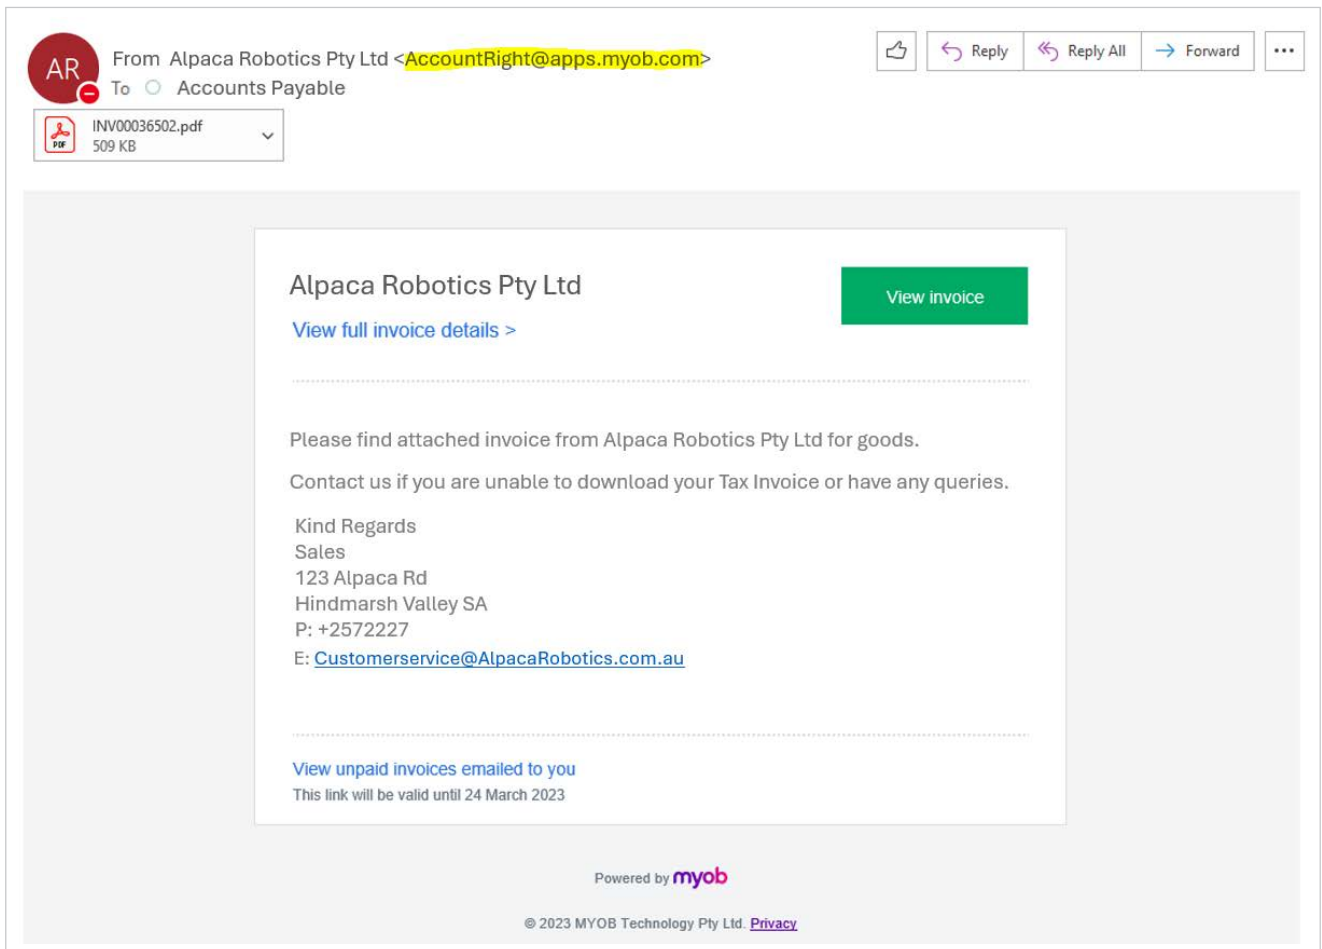 AR
From Alpaca Robotics Pty Ltd <AccountRight@apps.myob.com>
To Accounts Payable
Reply
Reply All
Forward
PDF
INV00036502.pdf
509 KB
Alpaca Robotics Pty Ltd
View invoice
View full invoice details >
Please find attached invoice from Alpaca Robotics Pty Ltd for goods.
Contact us if you are unable to download your Tax Invoice or have any queries.
Kind Regards
Sales
123 Alpaca Rd
Hindmarsh Valley SA
P: +2572227
E: Customerservice@AlpacaRobotics.com.au
View unpaid invoices emailed to you
This link will be valid until 24 March 2023
Powered by myob
© 2023 MYOB Technology Pty Ltd. Privacy